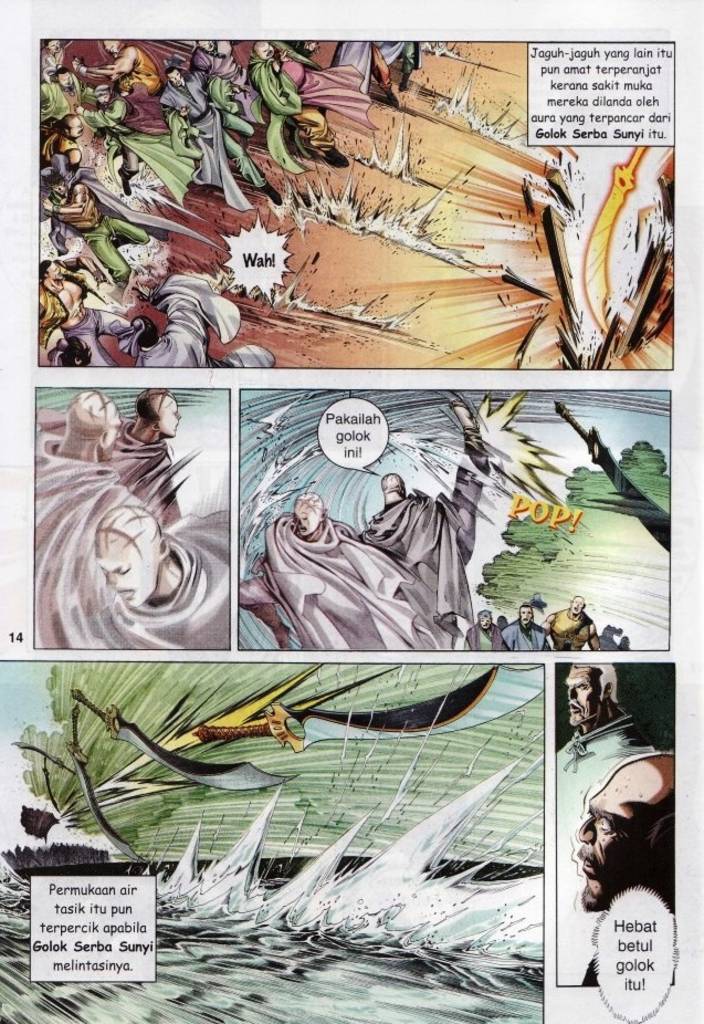 Jaguh-jaguh yang lain itu
pun amat terperanjat
kerana sakit muka
mereka dilanda oleh
aura yang terpancar dari
Golok Serba Sunyi itu.
Wah!
Pakailah
golok
ini!
POP!
14
Permukaan air
tasik itu pun
terpercik apabila
Golok Serba Sunyi
melintasinya.
Hebat
betul
golok
itu!